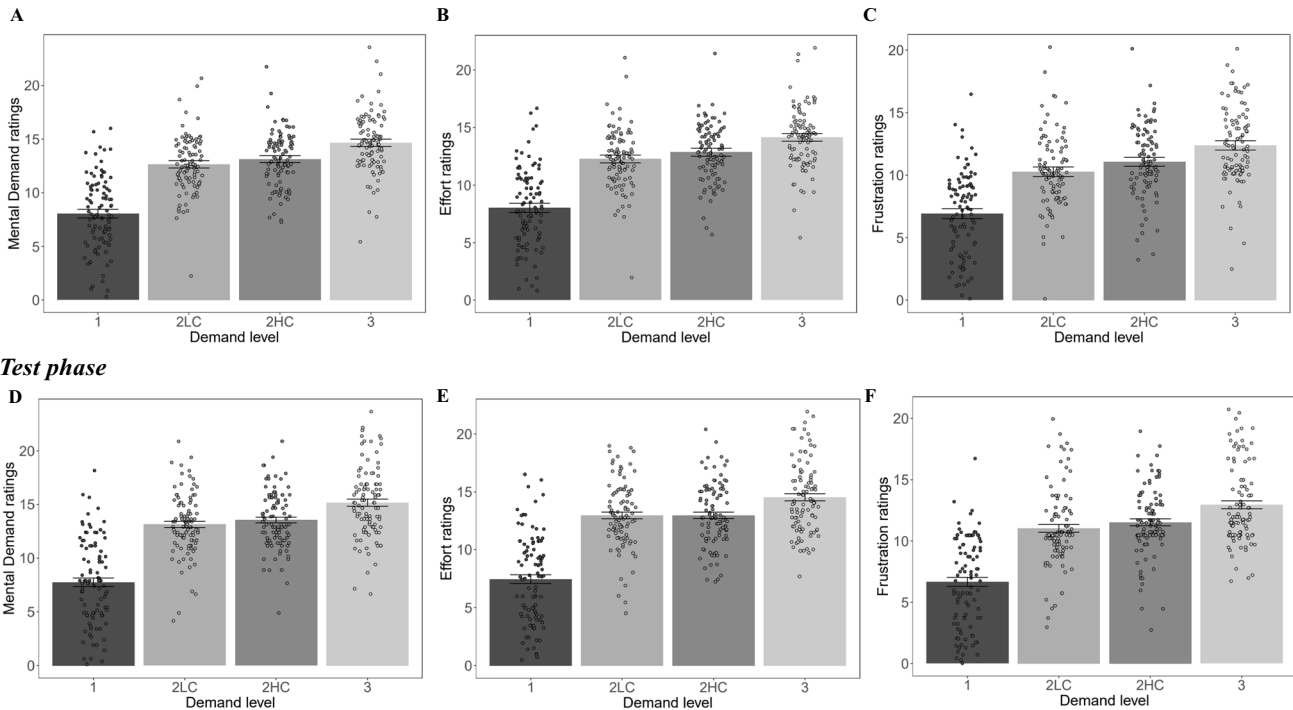 A B C
Mental Demand ratings
20
15
10
5
0
1 2LC 2HC 3
Demand level
Effort ratings
20
15
10
5
0
1 2LC 2HC 3
Demand level
Frustration ratings
20
15
10
5
0
1 2LC 2HC 3
Demand level
Test phase
D E F
Mental Demand ratings
20
15
10
5
0
1 2LC 2HC 3
Demand level
Effort ratings
20
15
10
5
0
1 2LC 2HC 3
Demand level
Frustration ratings
20
15
10
5
0
1 2LC 2HC 3
Demand level